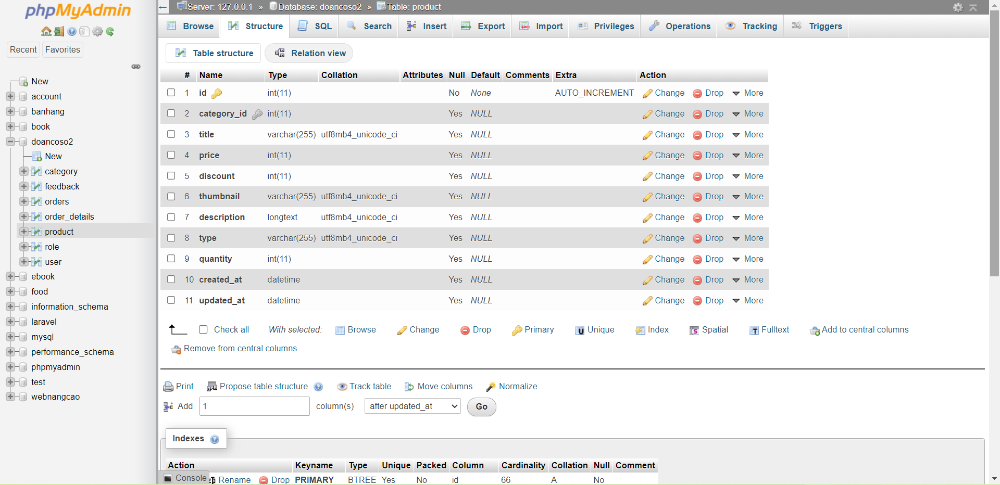 phpMyAdmin
Recent Favorites
New
account
banhang
book
doancoso2
New
category
feedback
orders
order_details
product
role
user
ebook
food
information_schema
laravel
mysql
performance_schema
phpmyadmin
test
webnangcao
Server: 127.0.0.1 » Database: doancoso2 » Table: product
Browse Structure SQL Search Insert Export Import Privileges Operations Tracking Triggers
Table structure Relation view
# Name Type Collation Attributes Null Default Comments Extra Action
1 id int(11) No None AUTO_INCREMENT Change Drop More
2 category_id int(11) Yes NULL Change Drop More
3 title varchar(255) utf8mb4_unicode_ci Yes NULL Change Drop More
4 price int(11) Yes NULL Change Drop More
5 discount int(11) Yes NULL Change Drop More
6 thumbnail varchar(255) utf8mb4_unicode_ci Yes NULL Change Drop More
7 description longtext utf8mb4_unicode_ci Yes NULL Change Drop More
8 type varchar(255) utf8mb4_unicode_ci Yes NULL Change Drop More
9 quantity int(11) Yes NULL Change Drop More
10 created_at datetime Yes NULL Change Drop More
11 updated_at datetime Yes NULL Change Drop More
Check all With selected: Browse Change Drop Primary Unique Index Spatial Fulltext Add to central columns
Remove from central columns
Print Propose table structure Track table Move columns Normalize
Add 1 column(s) after updated_at Go
Indexes
Action Keyname Type Unique Packed Column Cardinality Collation Null Comment
Console Rename Drop PRIMARY BTREE Yes No id 66 A No